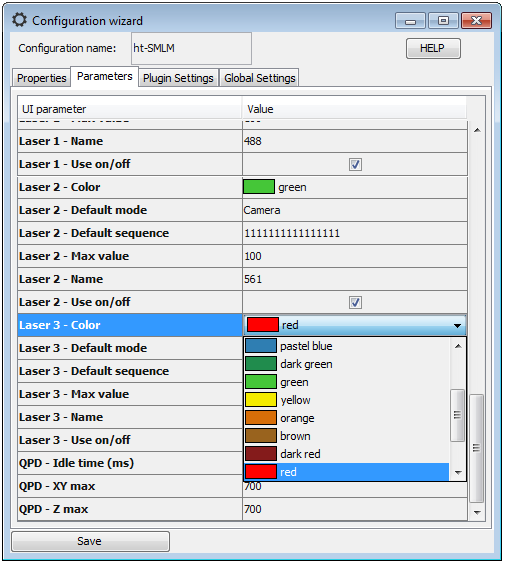 Configuration wizard
Configuration name: ht-SMLM HELP
Properties Parameters Plugin Settings Global Settings
UI parameter Value
Laser 1 - Name 488
Laser 1 - Use on/off
Laser 2 - Color green
Laser 2 - Default mode Camera
Laser 2 - Default sequence 1111111111111111
Laser 2 - Max value 100
Laser 2 - Name 561
Laser 2 - Use on/off
Laser 3 - Color red
Laser 3 - Default mode pastel blue
dark green
Laser 3 - Default sequence green
Laser 3 - Max value yellow
Laser 3 - Name orange
Laser 3 - Use on/off brown
QPD - Idle time (ms) dark red
red
QPD - XY max 700
QPD - Z max 700
Save